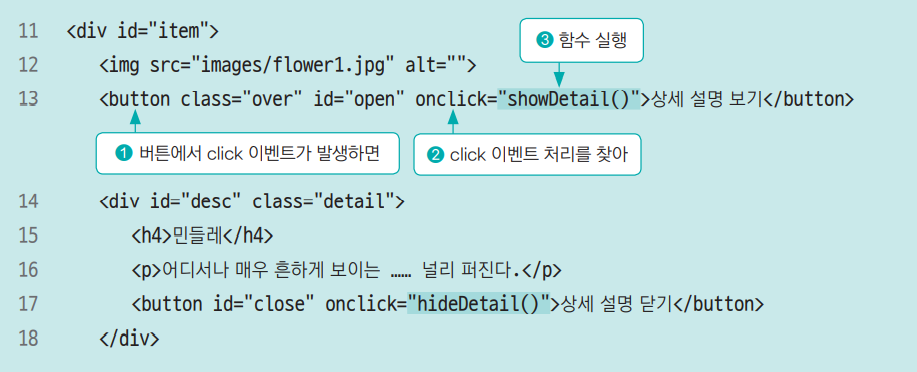 11 <div id="item">
❸ 함수 실행
12 <img src="images/flower1.jpg" alt="">
13 <button class="over" id="open" onclick="showDetail()">상세 설명 보기</button>
❶ 버튼에서 click 이벤트가 발생하면
❷ click 이벤트 처리를 찾아
14 <div id="desc" class="detail">
15 <h4>민들레</h4>
16 <p>어디서나 매우 흔하게 보이는 …… 널리 퍼진다.</p>
17 <button id="close" onclick="hideDetail()">상세 설명 닫기</button>
18 </div>